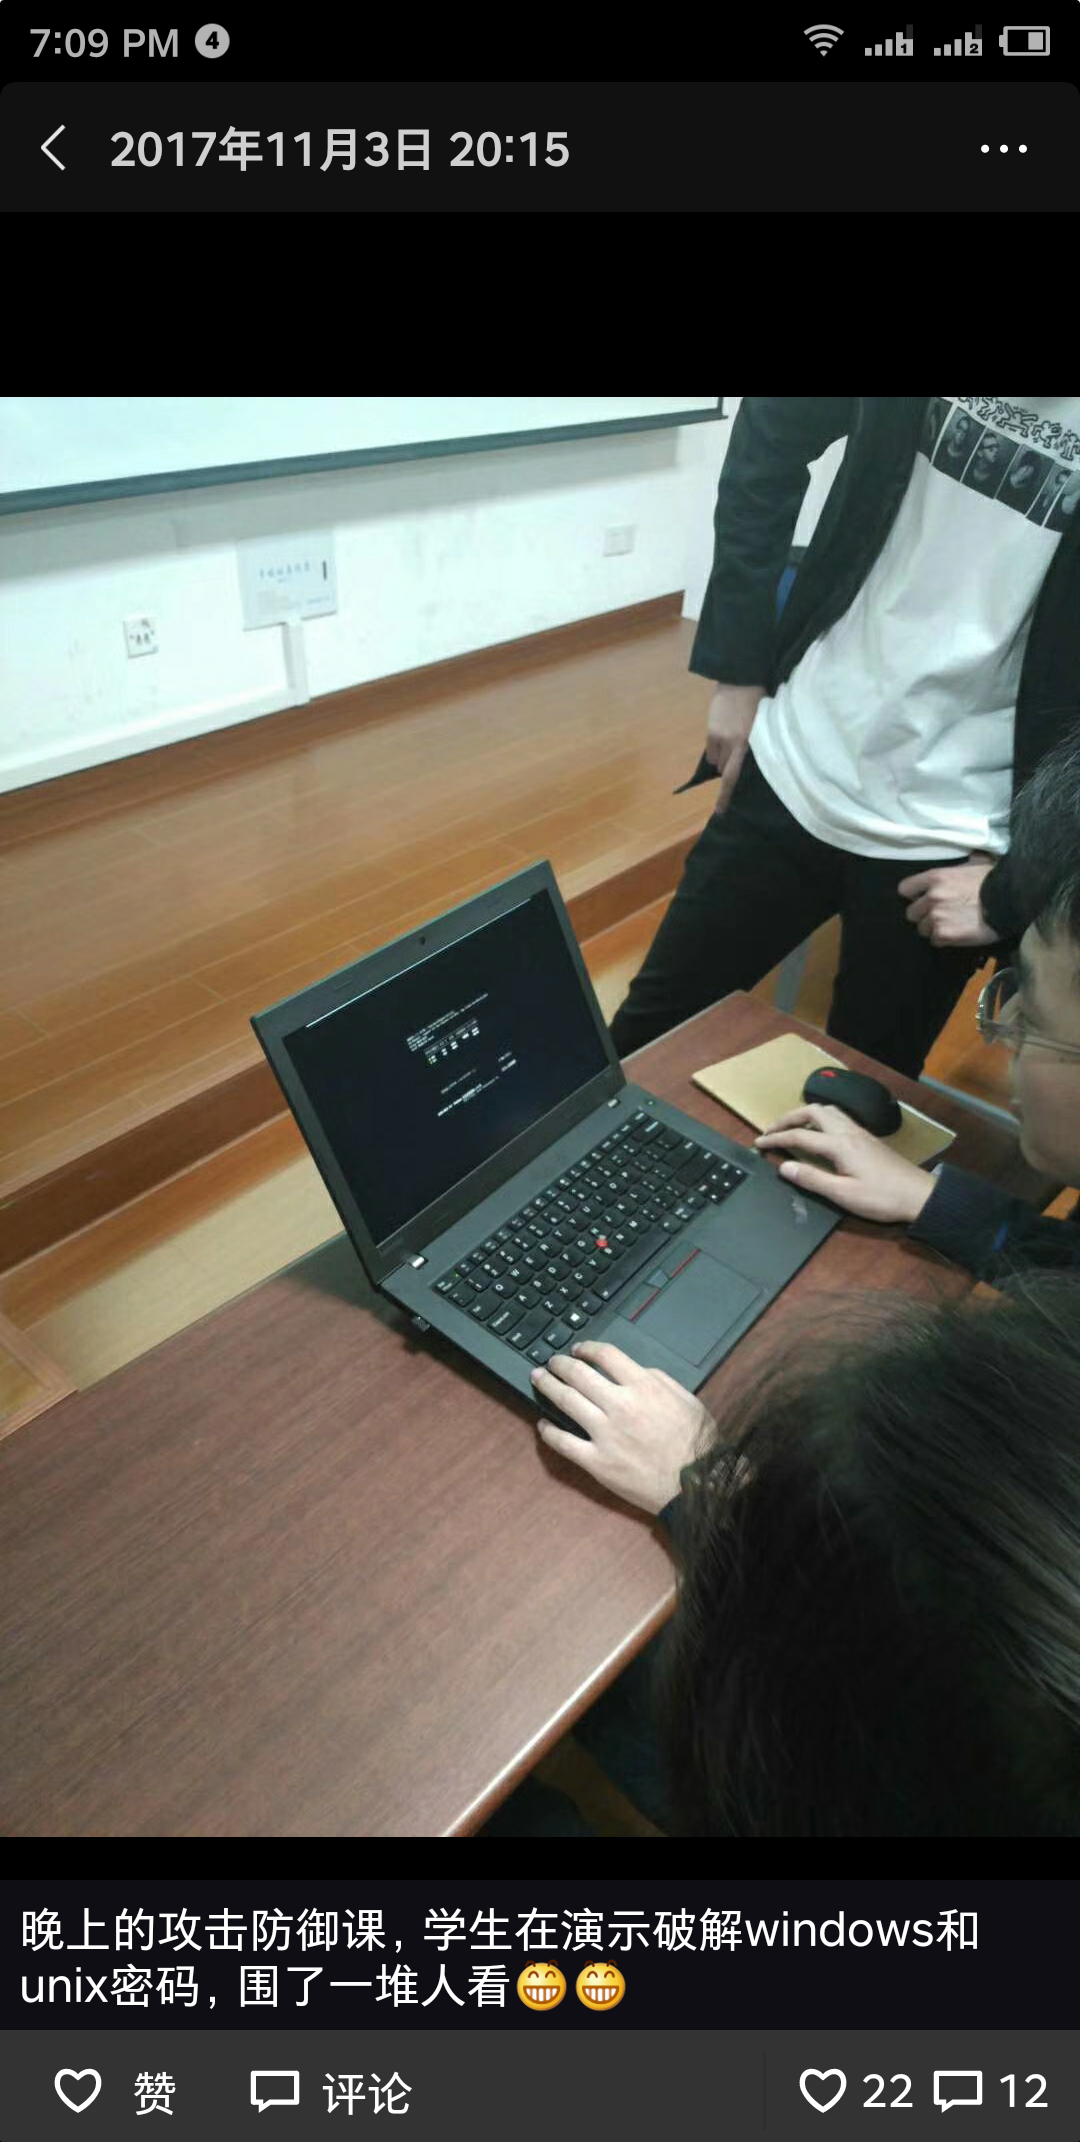 7:09 PM 4
2017年11月3日 20:15
晚上的攻击防御课, 学生在演示破解windows和
unix密码, 围了一堆人看😁😁
赞 评论 22 12